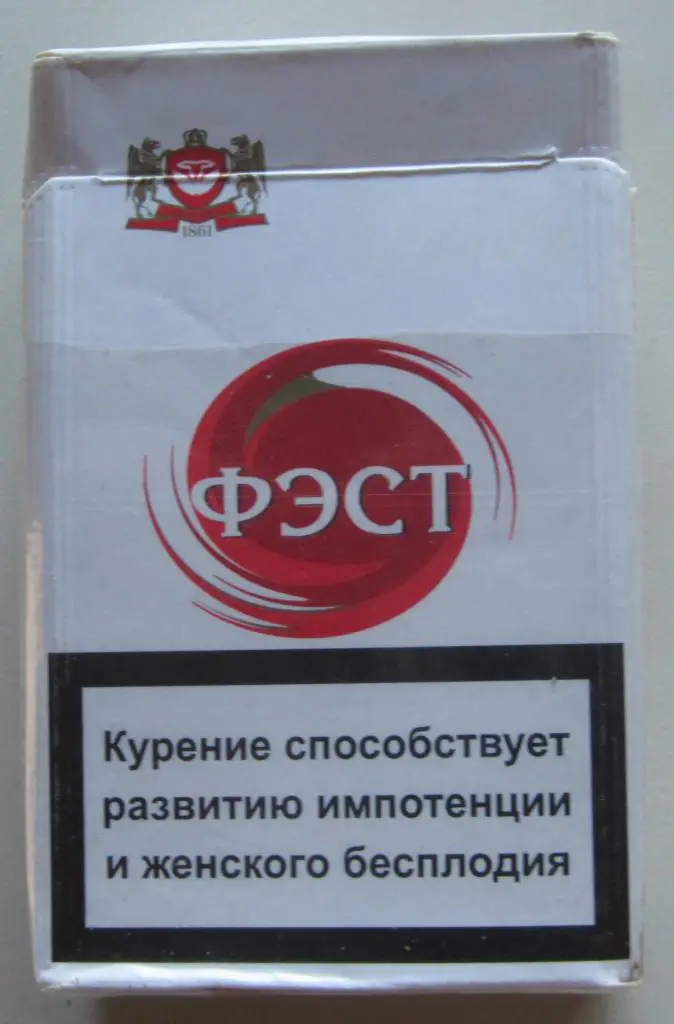 1861
ФЭСТ
Курение способствует
развитию импотенции
и женского бесплодия